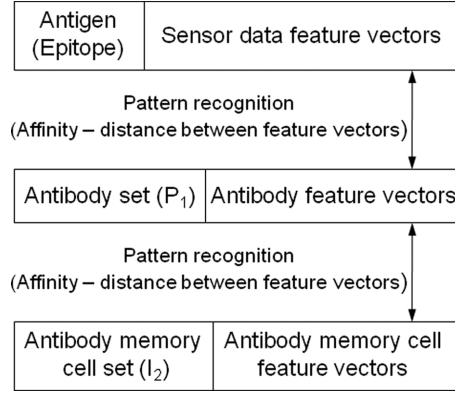 Antigen
(Epitope)
Sensor data feature vectors
Pattern recognition
(Affinity – distance between feature vectors)
Antibody set (P₁)
Antibody feature vectors
Pattern recognition
(Affinity – distance between feature vectors)
Antibody memory
cell set (I₂)
Antibody memory cell
feature vectors